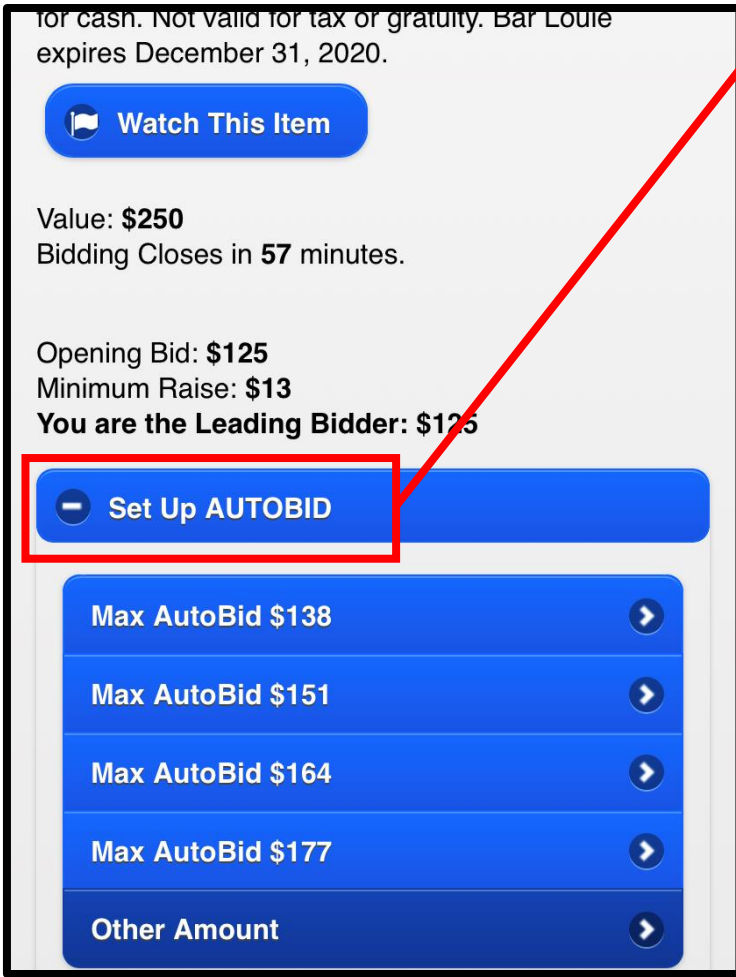 for cash. Not valid for tax or gratuity. Bar Louie
expires December 31, 2020.
Watch This Item
Value: $250
Bidding Closes in 57 minutes.
Opening Bid: $125
Minimum Raise: $13
You are the Leading Bidder: $125
Set Up AUTOBID
Max AutoBid $138
Max AutoBid $151
Max AutoBid $164
Max AutoBid $177
Other Amount